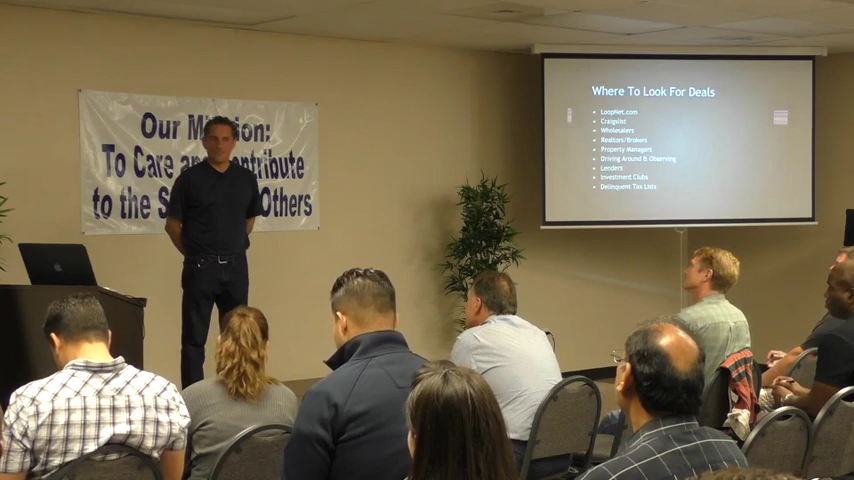 Our Mission:
To Care and Contribute
to the S Others
Where To Look For Deals
LoopNet.com
Craigslist
Wholesalers
Realtors/Brokers
Property Managers
Driving Around & Observing
Lenders
Investment Clubs
Delinquent Tax Lists